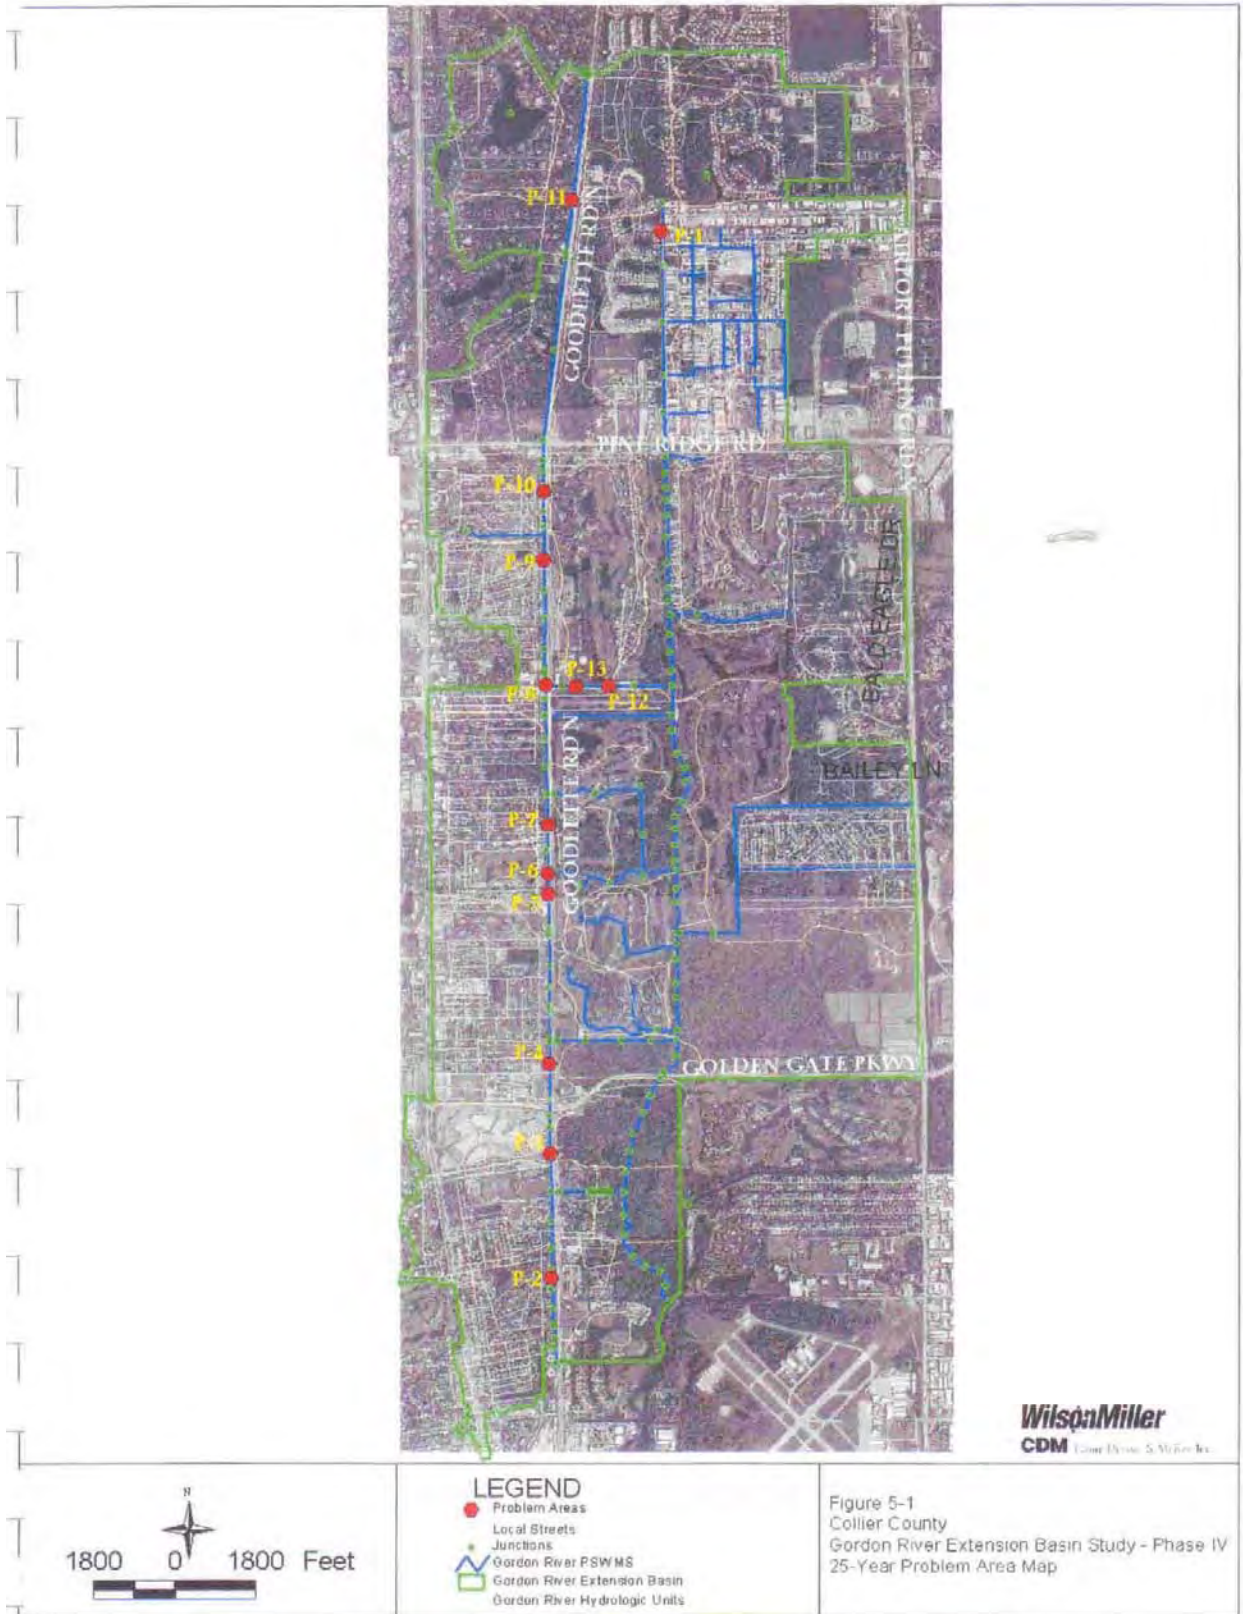 P-11
GOODLETTE RD N
P-1
AIRPORT PULLING RD
PINE RIDGE RD
P-10
P-9
BALD EAGLE DR
P-13
P-8
P-12
GOODLETTE RD N
BAILEY LN
P-7
P-6
P-5
P-4
GOLDEN GATE PKWY
P-3
P-2
WilsonMiller
CDM
N
1800 0 1800 Feet
LEGEND
Problem Areas
Local Streets
Junctions
Gordon River PSWMS
Gordon River Extension Basin
Gordon River Hydrologic Units
Figure 5-1
Collier County
Gordon River Extension Basin Study - Phase IV
25-Year Problem Area Map